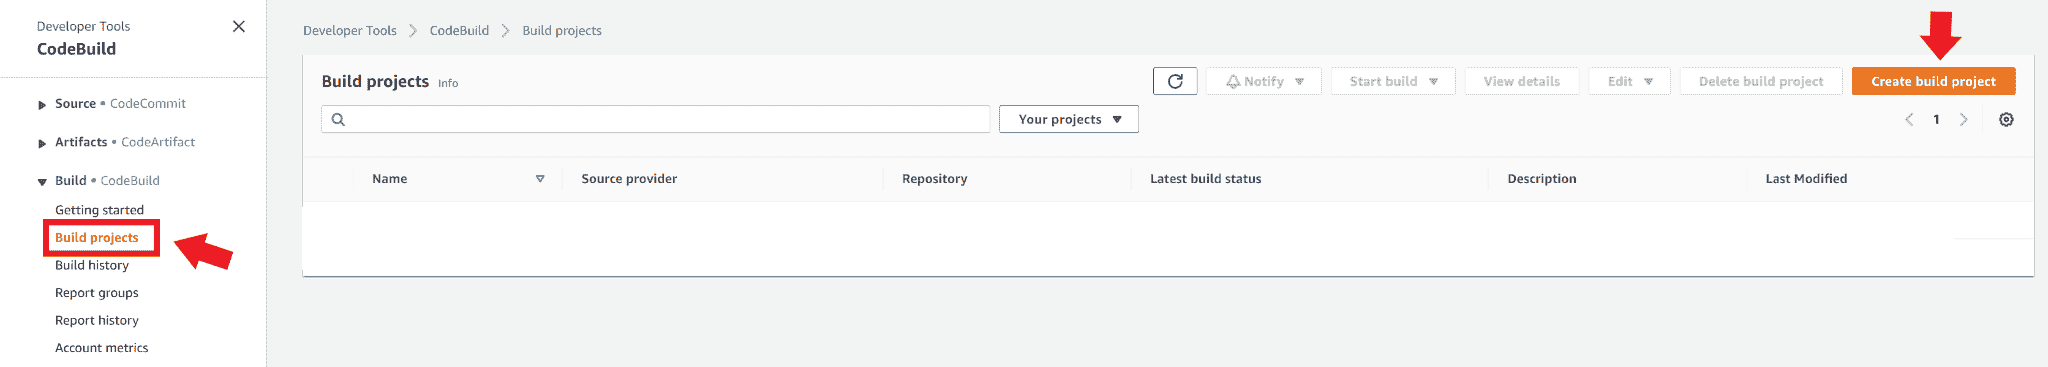 Developer Tools
CodeBuild
Source • CodeCommit
Artifacts • CodeArtifact
Build • CodeBuild
Getting started
Build projects
Build history
Report groups
Report history
Account metrics
Developer Tools > CodeBuild > Build projects
Build projects Info
Notify Start build View details Edit Delete build project Create build project
Your projects 1
Name Source provider Repository Latest build status Description Last Modified